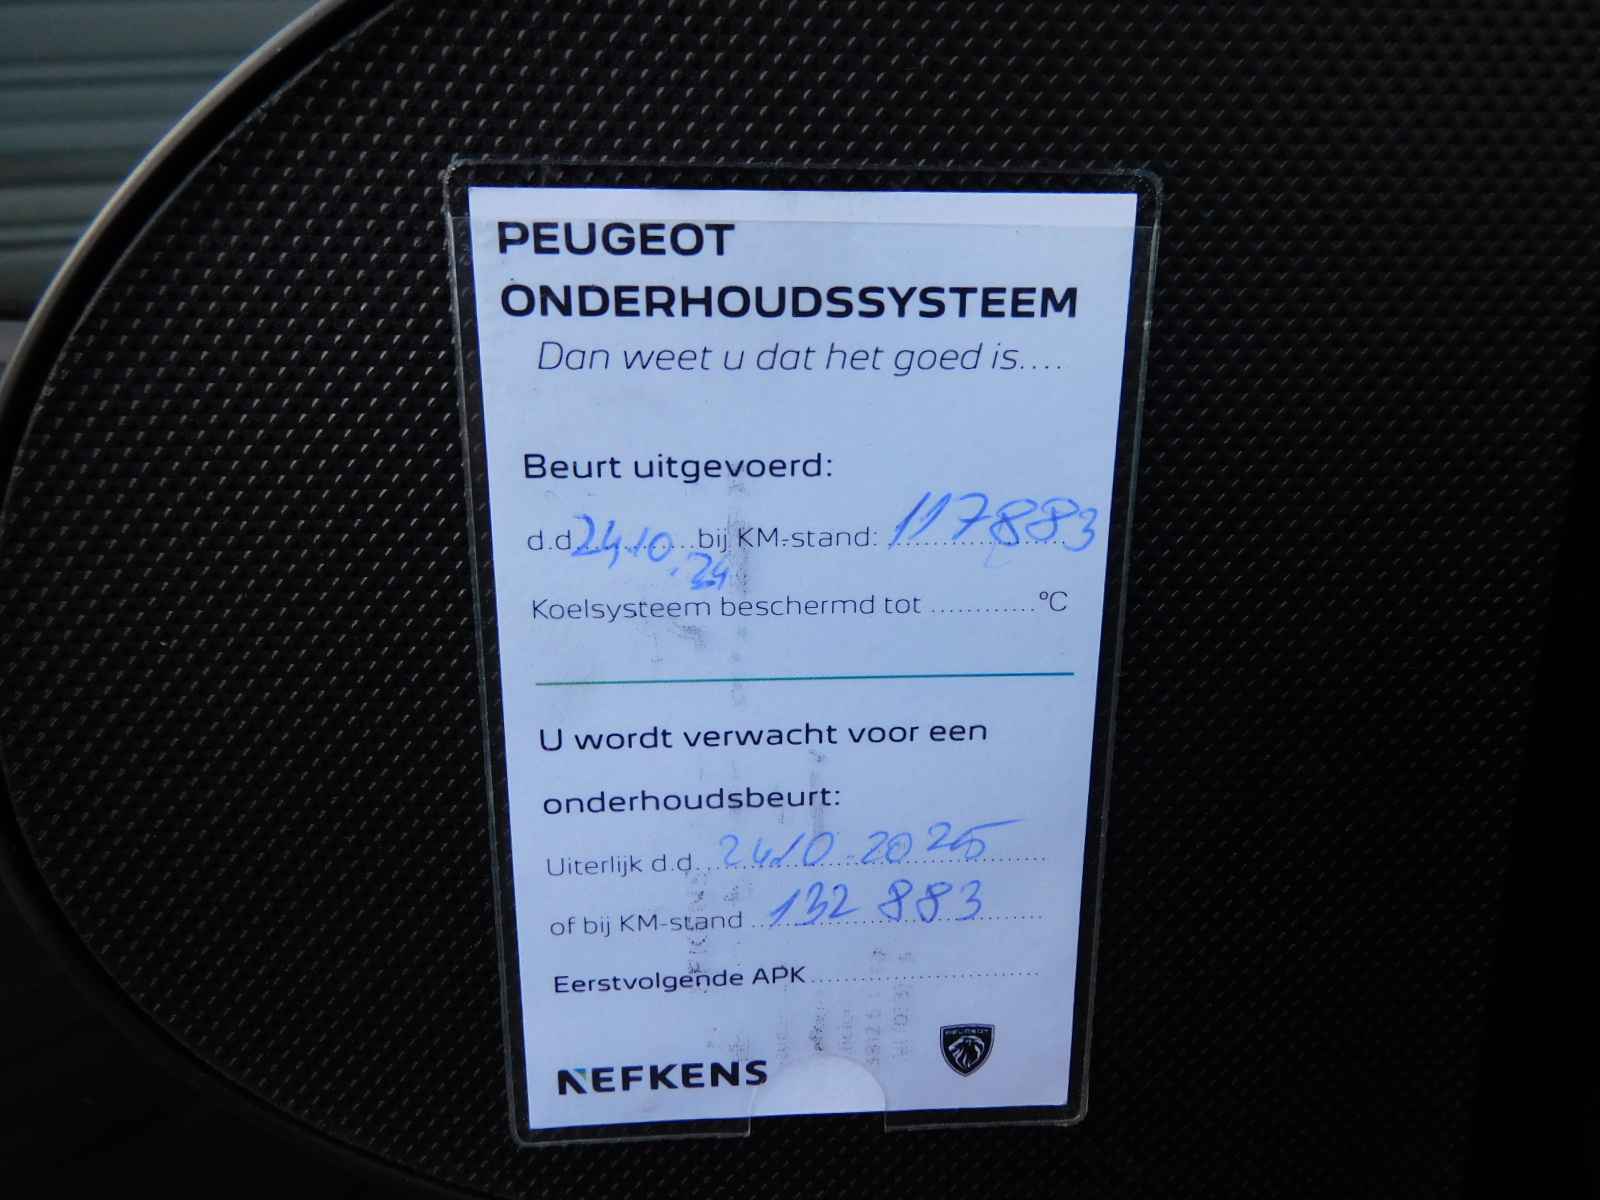 PEUGEOT
ONDERHOUDSSYSTEEM
Dan weet u dat het goed is....
Beurt uitgevoerd:
d.d. 24.10.24 bij KM-stand: 117883
Koelsysteem beschermd tot ............°C
U wordt verwacht voor een
onderhoudsbeurt:
Uiterlijk d.d. 24.10.2025
of bij KM-stand 132 883
Eerstvolgende APK
NEFKENS
PEUGEOT